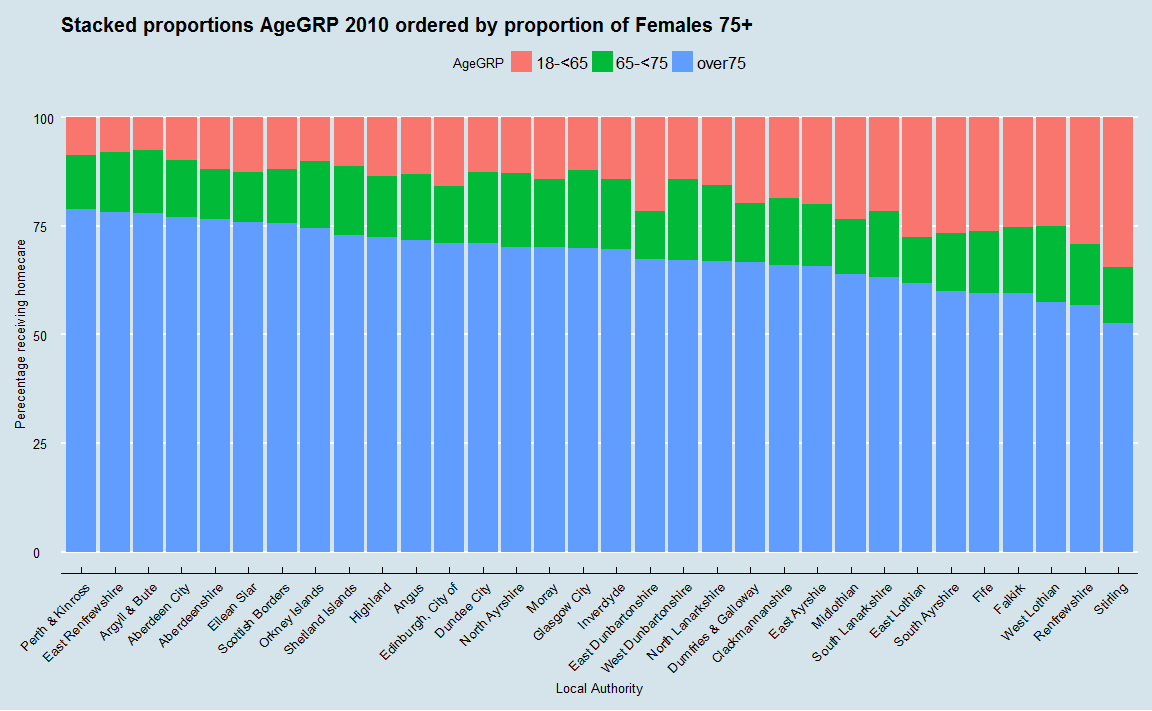 Stacked proportions AgeGRP 2010 ordered by proportion of Females 75+
AgeGRP 18-<65 65-<75 over75
100
75
50
25
0
Perecentage receiving homecare
Perth & Kinross
East Renfrewshire
Argyll & Bute
Aberdeen City
Aberdeenshire
Eilean Siar
Scottish Borders
Orkney Islands
Shetland Islands
Highland
Angus
Edinburgh, City of
Dundee City
North Ayrshire
Moray
Glasgow City
Inverclyde
East Dunbartonshire
West Dunbartonshire
North Lanarkshire
Dumfries & Galloway
Clackmannanshire
East Ayrshie
Midlothian
South Lanarkshire
East Lothian
South Ayrshire
Fife
Falkirk
West Lothian
Renfrewshire
Stirling
Local Authority